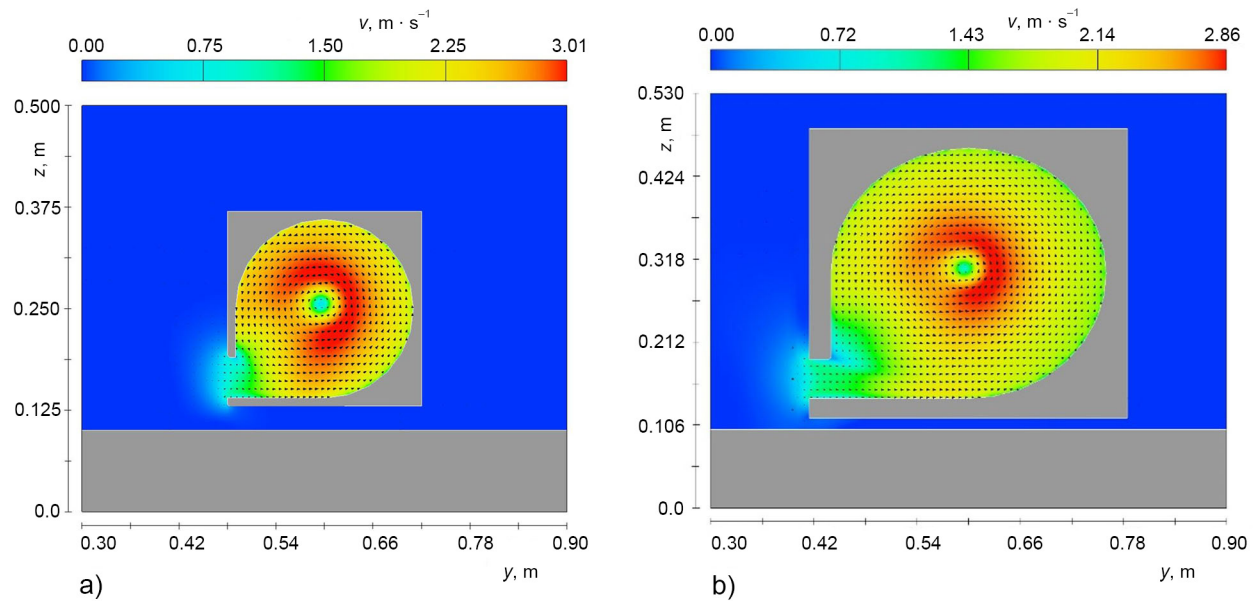 v, m · s⁻¹
0.00 0.75 1.50 2.25 3.01
0.500
z, m
0.375
0.250
0.125
0.0
0.30 0.42 0.54 0.66 0.78 0.90
y, m
a)
v, m · s⁻¹
0.00 0.72 1.43 2.14 2.86
0.530
z, m
0.424
0.318
0.212
0.106
0.0
0.30 0.42 0.54 0.66 0.78 0.90
y, m
b)